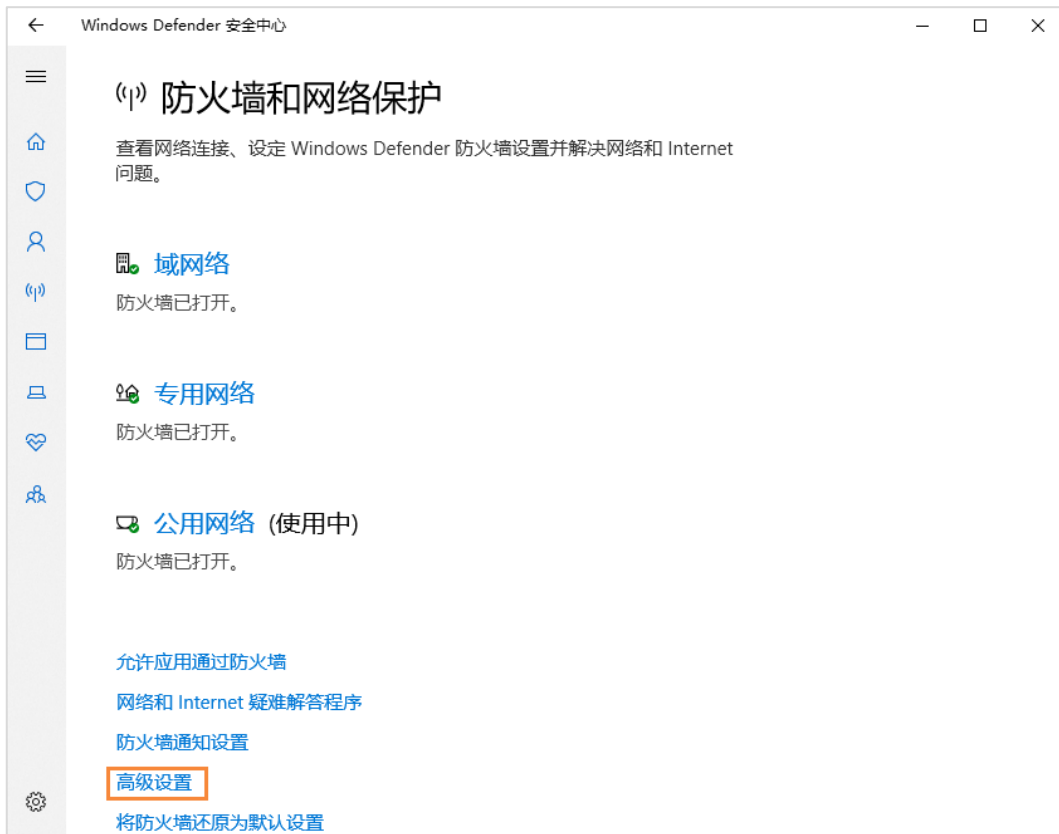 Windows Defender 安全中心
防火墙和网络保护
查看网络连接、设定 Windows Defender 防火墙设置并解决网络和 Internet
问题。
域网络
防火墙已打开。
专用网络
防火墙已打开。
公用网络 (使用中)
防火墙已打开。
允许应用通过防火墙
网络和 Internet 疑难解答程序
防火墙通知设置
高级设置
将防火墙还原为默认设置